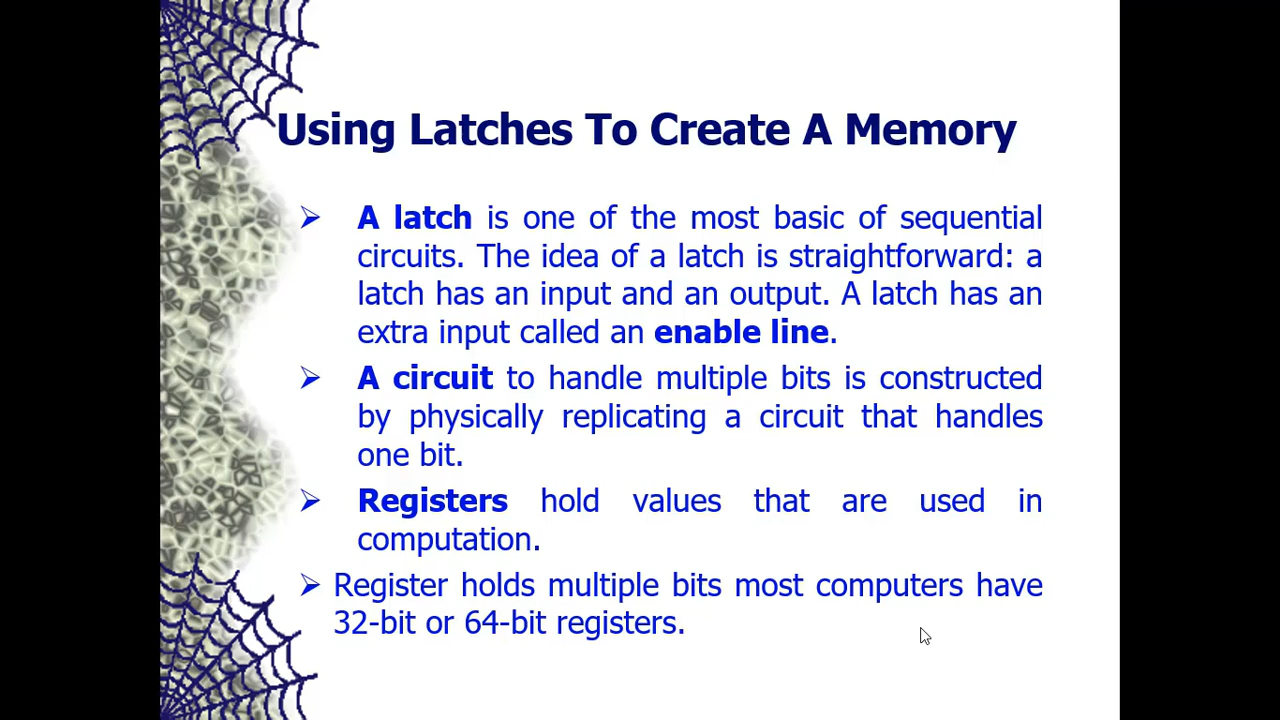 Using Latches To Create A Memory
A latch is one of the most basic of sequential
circuits. The idea of a latch is straightforward: a
latch has an input and an output. A latch has an
extra input called an enable line.
A circuit to handle multiple bits is constructed
by physically replicating a circuit that handles
one bit.
Registers hold values that are used in
computation.
Register holds multiple bits most computers have
32-bit or 64-bit registers.